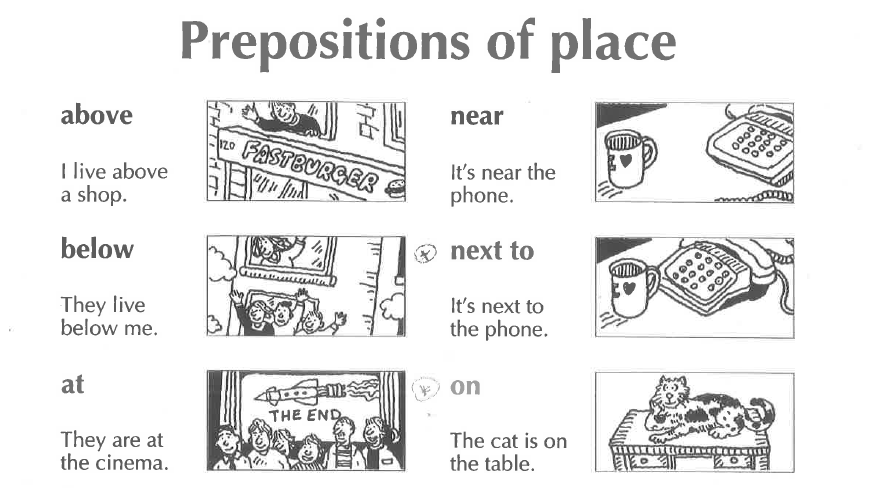 Prepositions of place
above
I live above
a shop.
120 FASTBURGER
below
They live
below me.
at
They are at
the cinema.
THE END
near
It's near the
phone.
next to
It's next to
the phone.
on
The cat is on
the table.